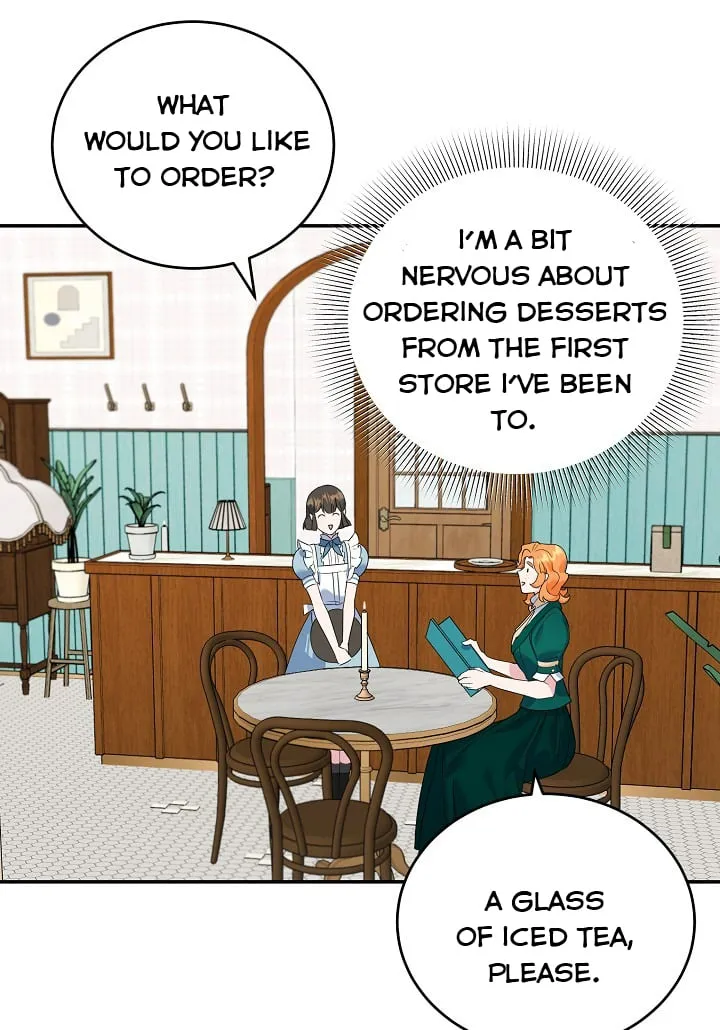 WHAT
WOULD YOU LIKE
TO ORDER?
I'M A BIT
NERVOUS ABOUT
ORDERING DESSERTS
FROM THE FIRST
STORE I'VE BEEN
TO.
A GLASS
OF ICED TEA,
PLEASE.